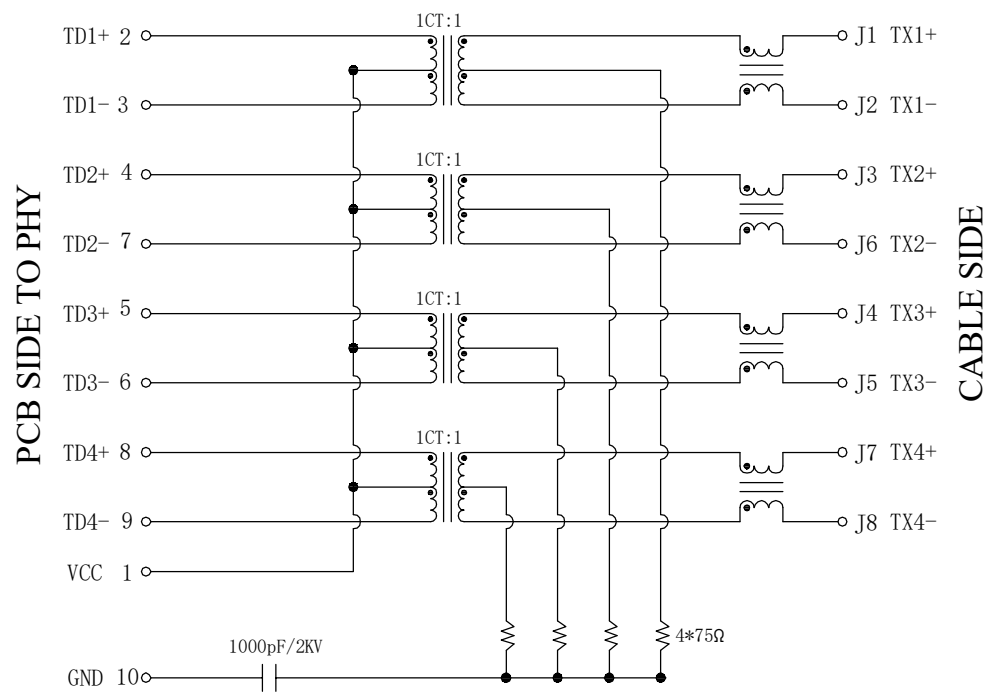 1CT:1
TD1+ 2
J1 TX1+
TD1- 3
J2 TX1-
1CT:1
TD2+ 4
J3 TX2+
TD2- 7
J6 TX2-
PCB SIDE TO PHY
CABLE SIDE
1CT:1
TD3+ 5
J4 TX3+
TD3- 6
J5 TX3-
1CT:1
TD4+ 8
J7 TX4+
TD4- 9
J8 TX4-
VCC 1
4*75Ω
1000pF/2KV
GND 10